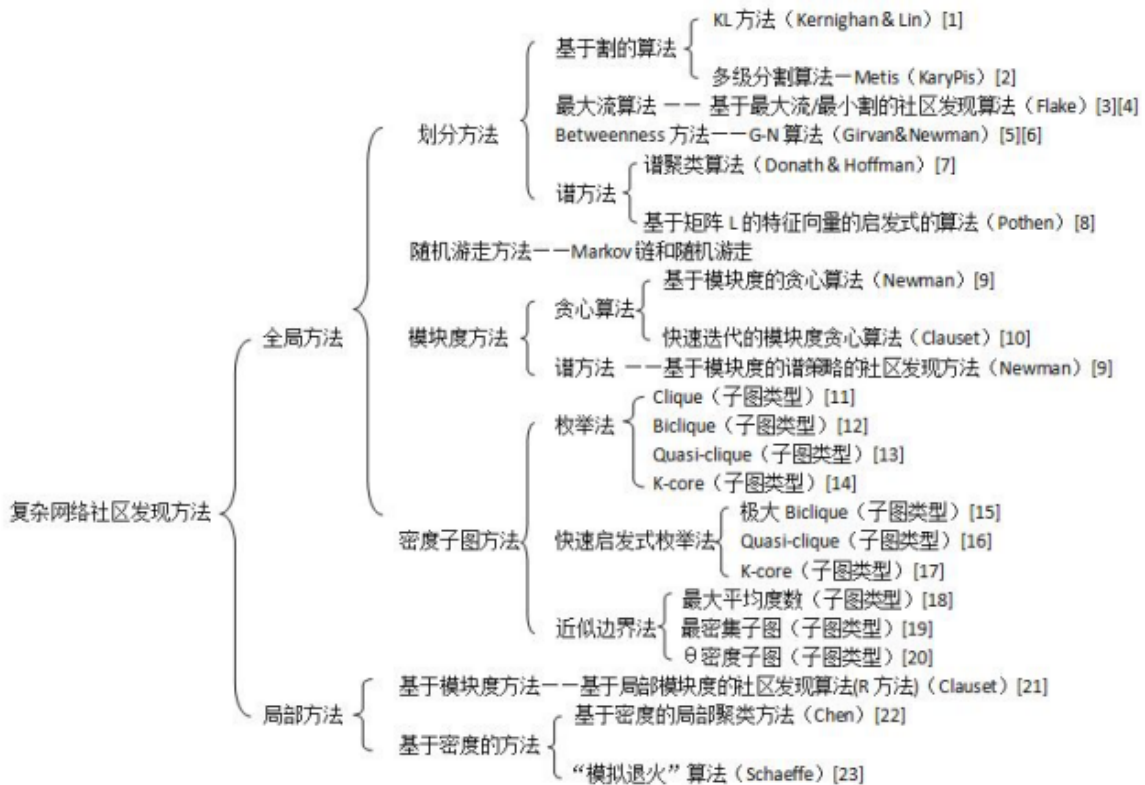 KL 方法（Kernighan & Lin）[1]
基于割的算法
多级分割算法—Metis（KaryPis）[2]
最大流算法 —— 基于最大流/最小割的社区发现算法（Flake）[3][4]
划分方法
Betweenness 方法——G-N 算法（Girvan&Newman）[5][6]
谱聚类算法（Donath & Hoffman）[7]
谱方法
基于矩阵 L 的特征向量的启发式的算法（Pothen）[8]
随机游走方法——Markov 链和随机游走
基于模块度的贪心算法（Newman）[9]
贪心算法
全局方法
模块度方法
快速迭代的模块度贪心算法（Clauset）[10]
谱方法 ——基于模块度的谱策略的社区发现方法（Newman）[9]
Clique（子图类型）[11]
枚举法
Biclique（子图类型）[12]
Quasi-clique（子图类型）[13]
K-core（子图类型）[14]
复杂网络社区发现方法
极大 Biclique（子图类型）[15]
密度子图方法
快速启发式枚举法
Quasi-clique（子图类型）[16]
K-core（子图类型）[17]
最大平均度数（子图类型）[18]
近似边界法
最密集子图（子图类型）[19]
θ密度子图（子图类型）[20]
基于模块度方法——基于局部模块度的社区发现算法(R 方法)（Clauset）[21]
局部方法
基于密度的局部聚类方法（Chen）[22]
基于密度的方法
“模拟退火”算法（Schaeffe）[23]